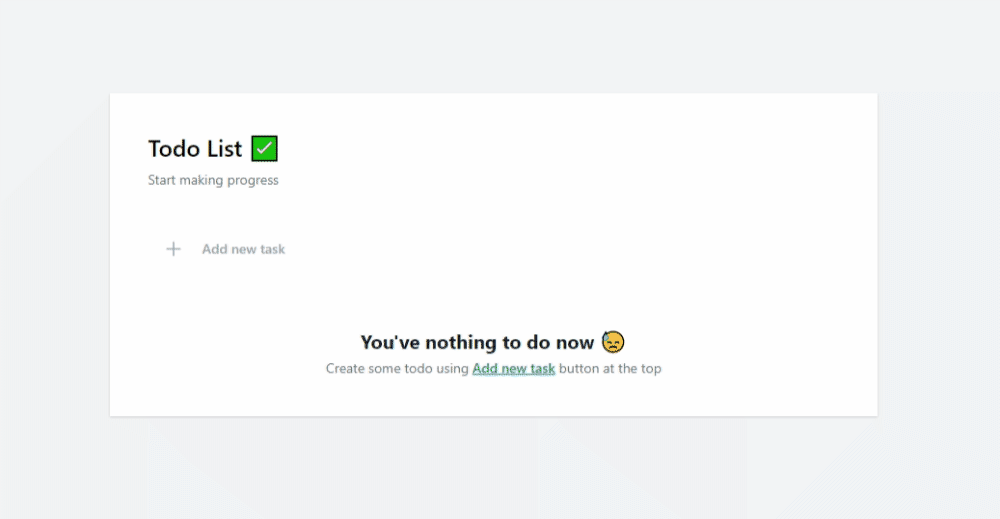 Todo List ✅
Start making progress
Add new task
You've nothing to do now 😓
Create some todo using Add new task button at the top